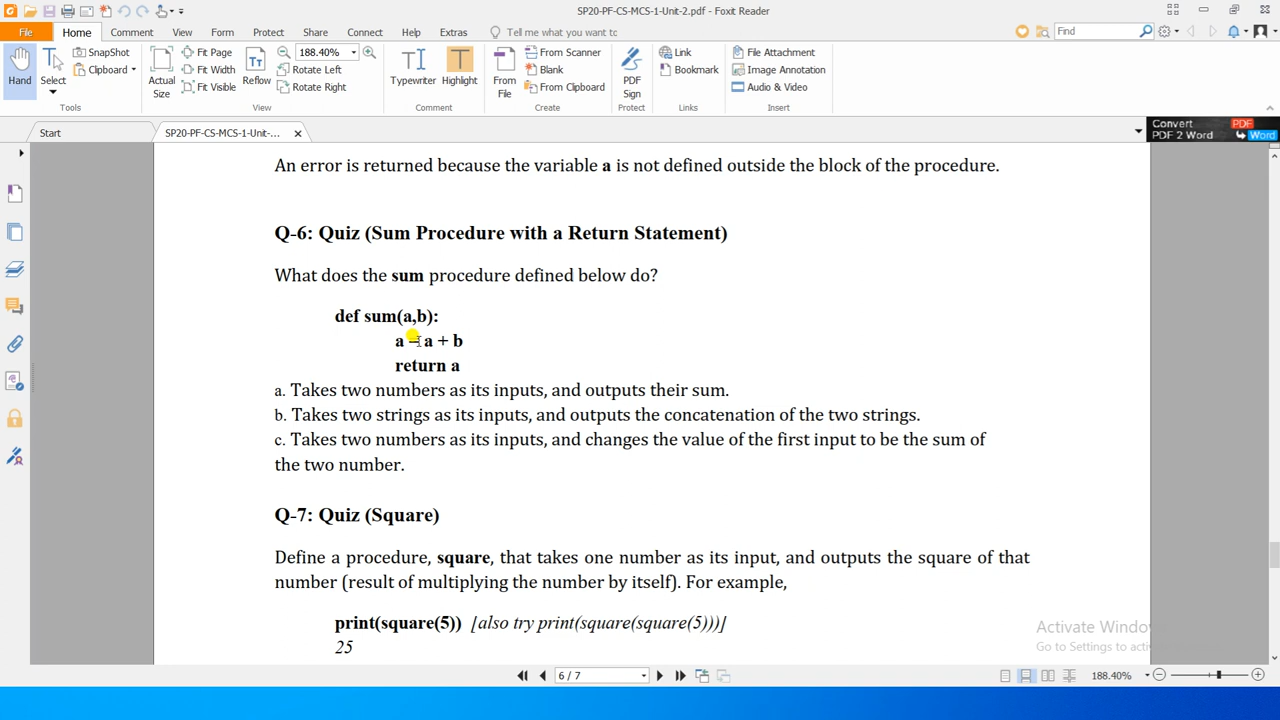 SP20-PF-CS-MCS-1-Unit-2.pdf - Foxit Reader
File Home Comment View Form Protect Share Connect Help Extras Tell me what you want tc Find
Hand
Select
SnapShot
Clipboard
Actual Size
Fit Page
Fit Width
Fit Visible
Reflow
188.40%
Rotate Left
Rotate Right
Typewriter
Highlight
From File
From Scanner
Blank
From Clipboard
PDF Sign
Link
Bookmark
File Attachment
Image Annotation
Audio & Video
Tools View Comment Create Protect Links Insert
Start SP20-PF-CS-MCS-1-Unit-...
Convert PDF
PDF 2 Word Word
An error is returned because the variable a is not defined outside the block of the procedure.
Q-6: Quiz (Sum Procedure with a Return Statement)
What does the sum procedure defined below do?
def sum(a,b):
a = a + b
return a
a. Takes two numbers as its inputs, and outputs their sum.
b. Takes two strings as its inputs, and outputs the concatenation of the two strings.
c. Takes two numbers as its inputs, and changes the value of the first input to be the sum of
the two number.
Q-7: Quiz (Square)
Define a procedure, square, that takes one number as its input, and outputs the square of that
number (result of multiplying the number by itself). For example,
print(square(5)) [also try print(square(square(5)))]
25
Activate Windo
Go to Settings to acti
6 / 7
188.40%